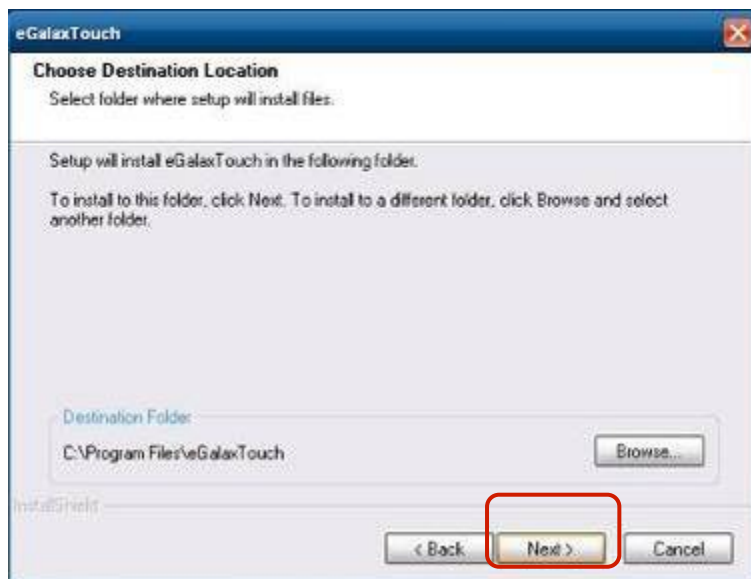 eGalaxTouch
Choose Destination Location
Select folder where setup will install files.
Setup will install eGalaxTouch in the following folder.
To install to this folder, click Next. To install to a different folder, click Browse and select
another folder.
Destination Folder
C:\Program Files\eGalaxTouch
Browse...
InstallShield
< Back
Next >
Cancel